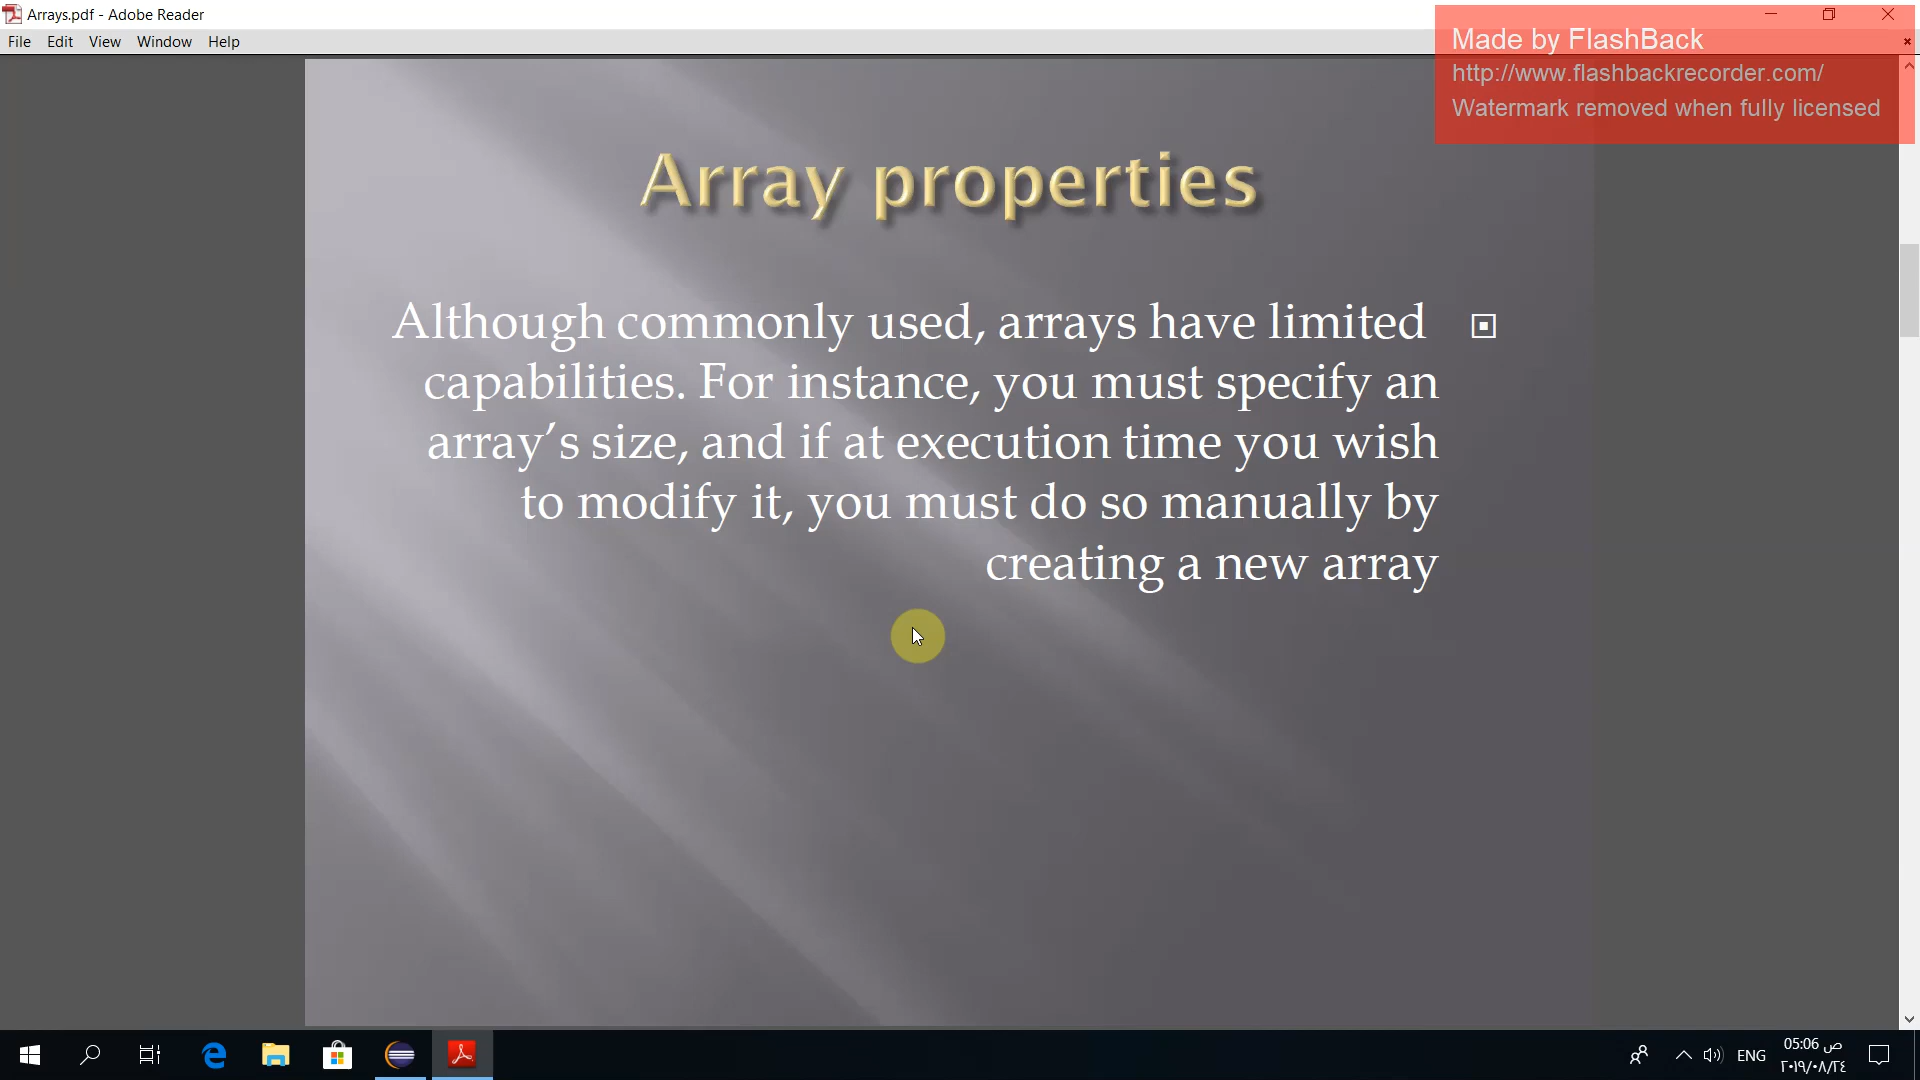 Arrays.pdf - Adobe Reader
File Edit View Window Help
Made by FlashBack
http://www.flashbackrecorder.com/
Watermark removed when fully licensed
Array properties
Although commonly used, arrays have limited
capabilities. For instance, you must specify an
array’s size, and if at execution time you wish
to modify it, you must do so manually by
creating a new array
ENG
05:06 ص
٢٠١٩/٠٨/٢٤